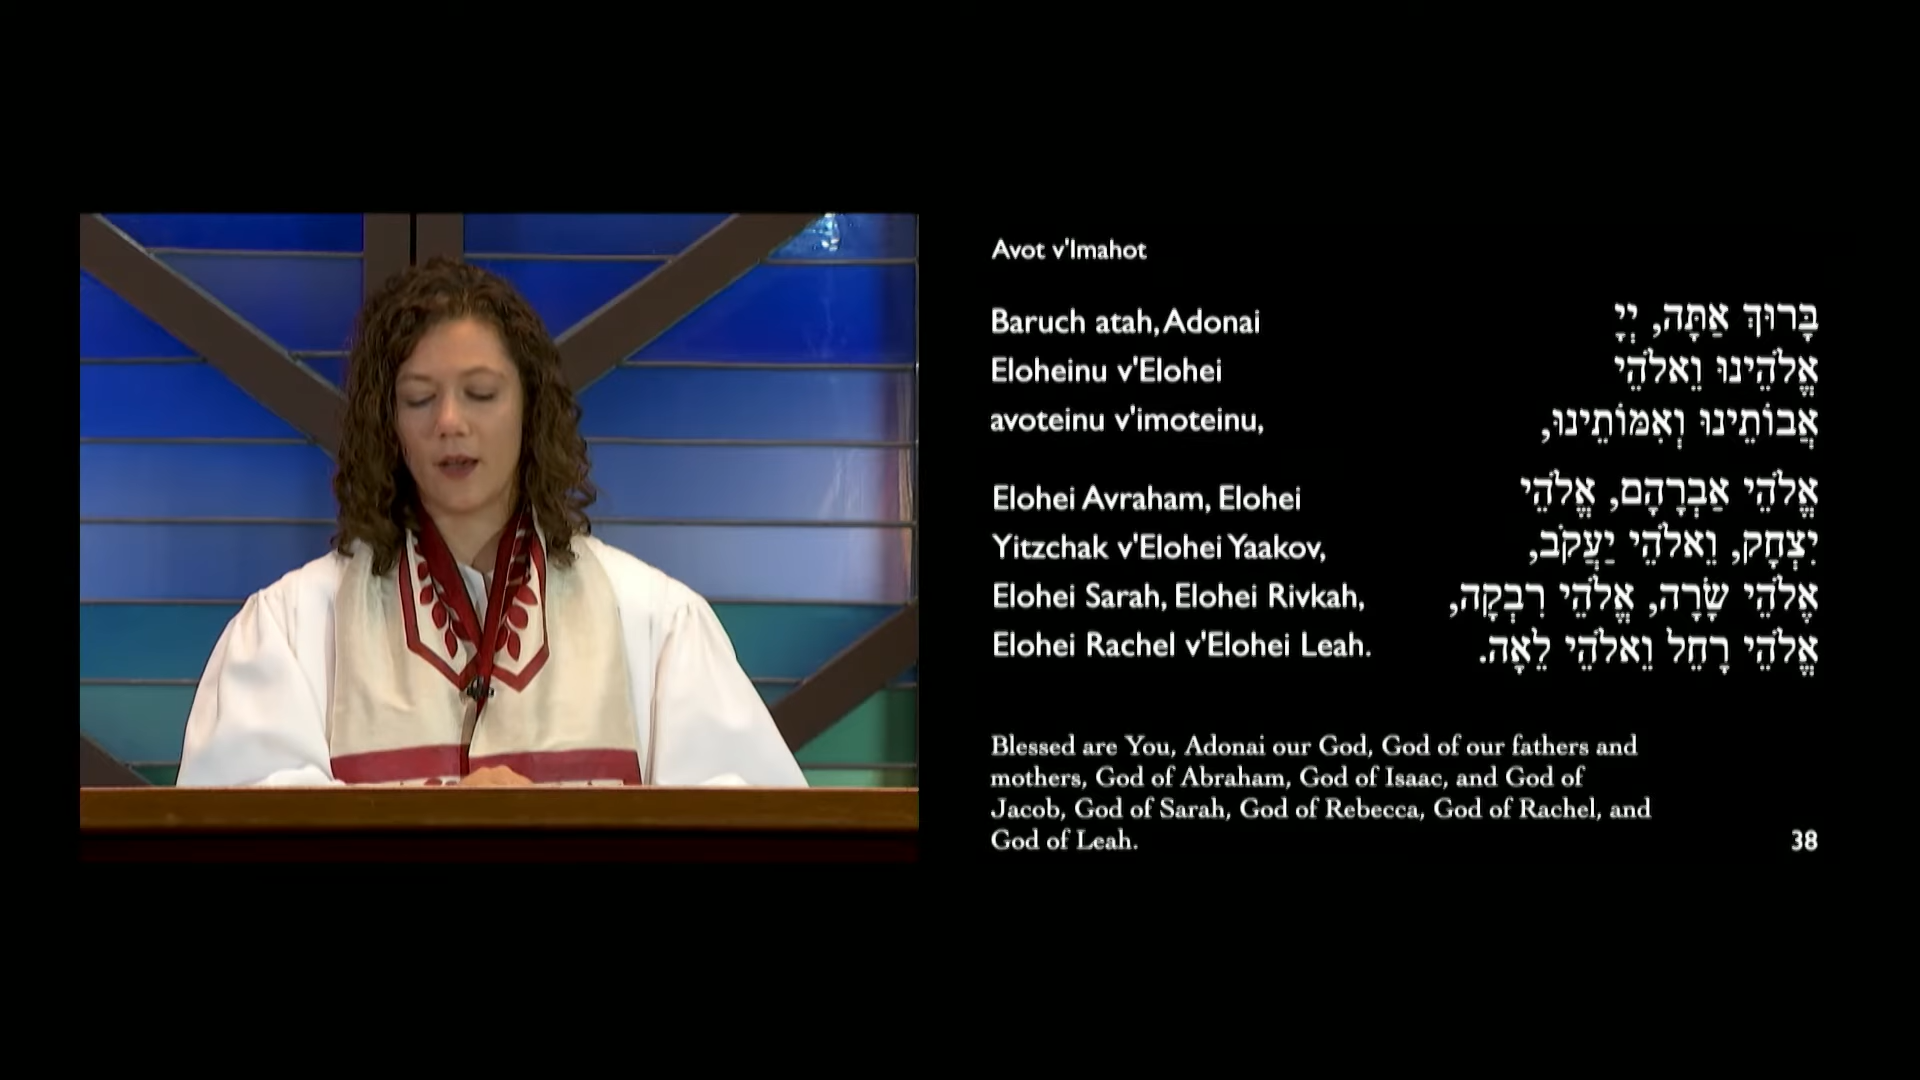 Avot v'Imahot
Baruch atah, Adonai
Eloheinu v'Elohei
avoteinu v'imoteinu,
Elohei Avraham, Elohei
Yitzchak v'Elohei Yaakov,
Elohei Sarah, Elohei Rivkah,
Elohei Rachel v'Elohei Leah.
בָּרוּךְ אַתָּה, יְיָ
אֱלֹהֵינוּ וֵאלֹהֵי
אֲבוֹתֵינוּ וְאִמּוֹתֵינוּ,
אֱלֹהֵי אַבְרָהָם, אֱלֹהֵי
יִצְחָק, וֵאלֹהֵי יַעֲקֹב,
אֱלֹהֵי שָׂרָה, אֱלֹהֵי רִבְקָה,
אֱלֹהֵי רָחֵל וֵאלֹהֵי לֵאָה.
Blessed are You, Adonai our God, God of our fathers and
mothers, God of Abraham, God of Isaac, and God of
Jacob, God of Sarah, God of Rebecca, God of Rachel, and
God of Leah.
38